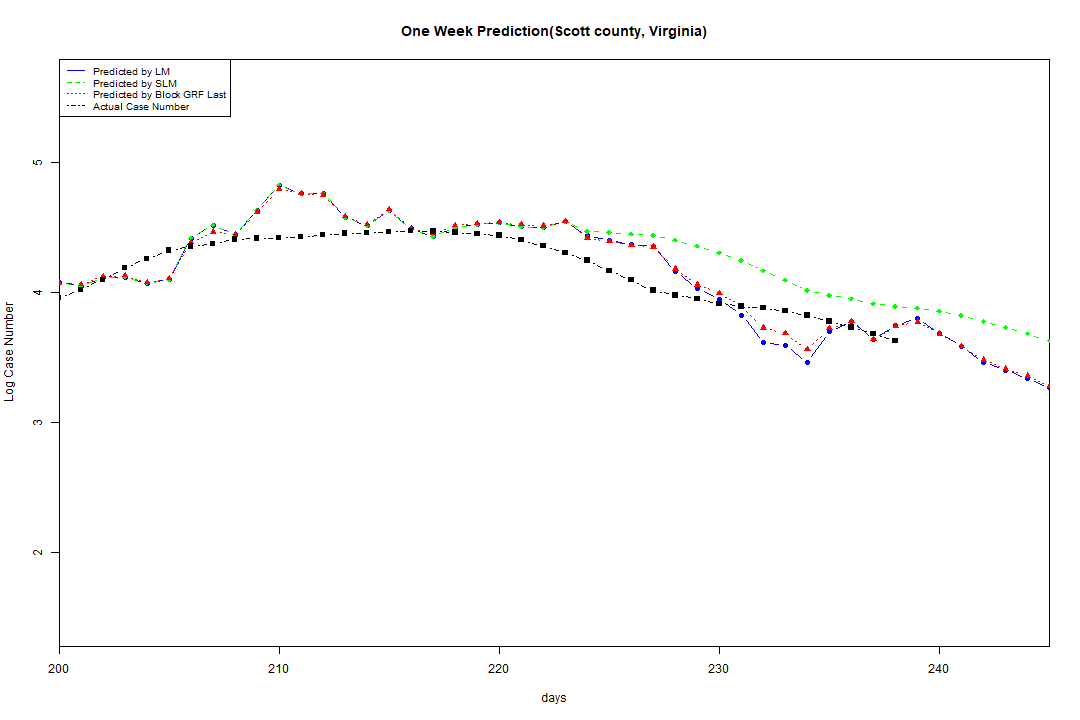 One Week Prediction(Scott county, Virginia)
Predicted by LM
Predicted by SLM
Predicted by Block GRF Last
Actual Case Number
5
4
3
2
Log Case Number
200 210 220 230 240
days